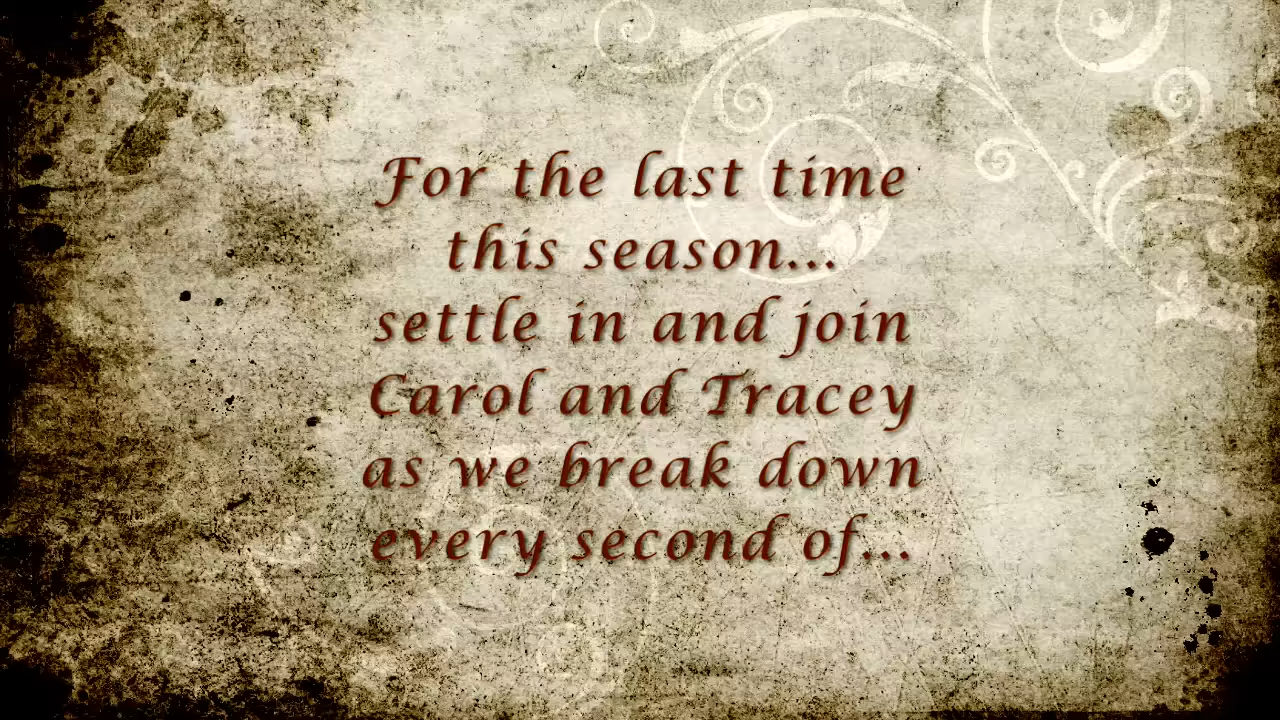 For the last time
this season...
settle in and join
Carol and Tracey
as we break down
every second of...